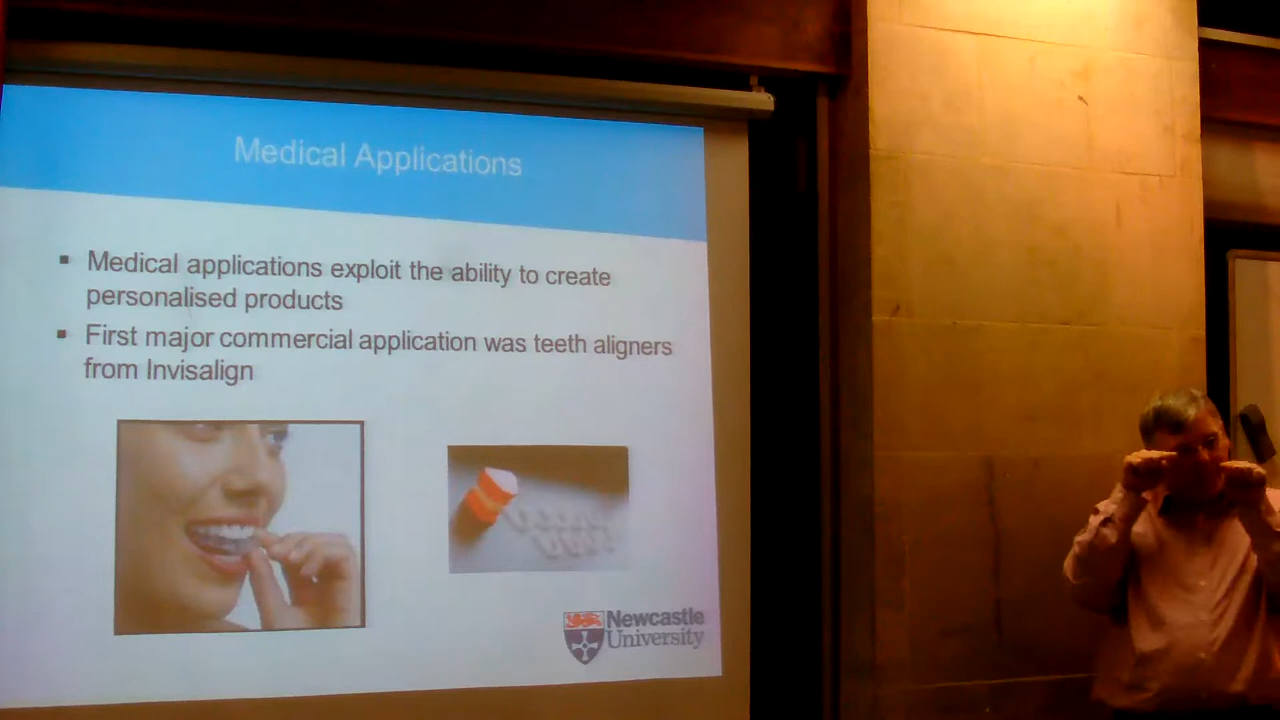 Medical Applications
▪ Medical applications exploit the ability to create
personalised products
▪ First major commercial application was teeth aligners
from Invisalign
Newcastle
University